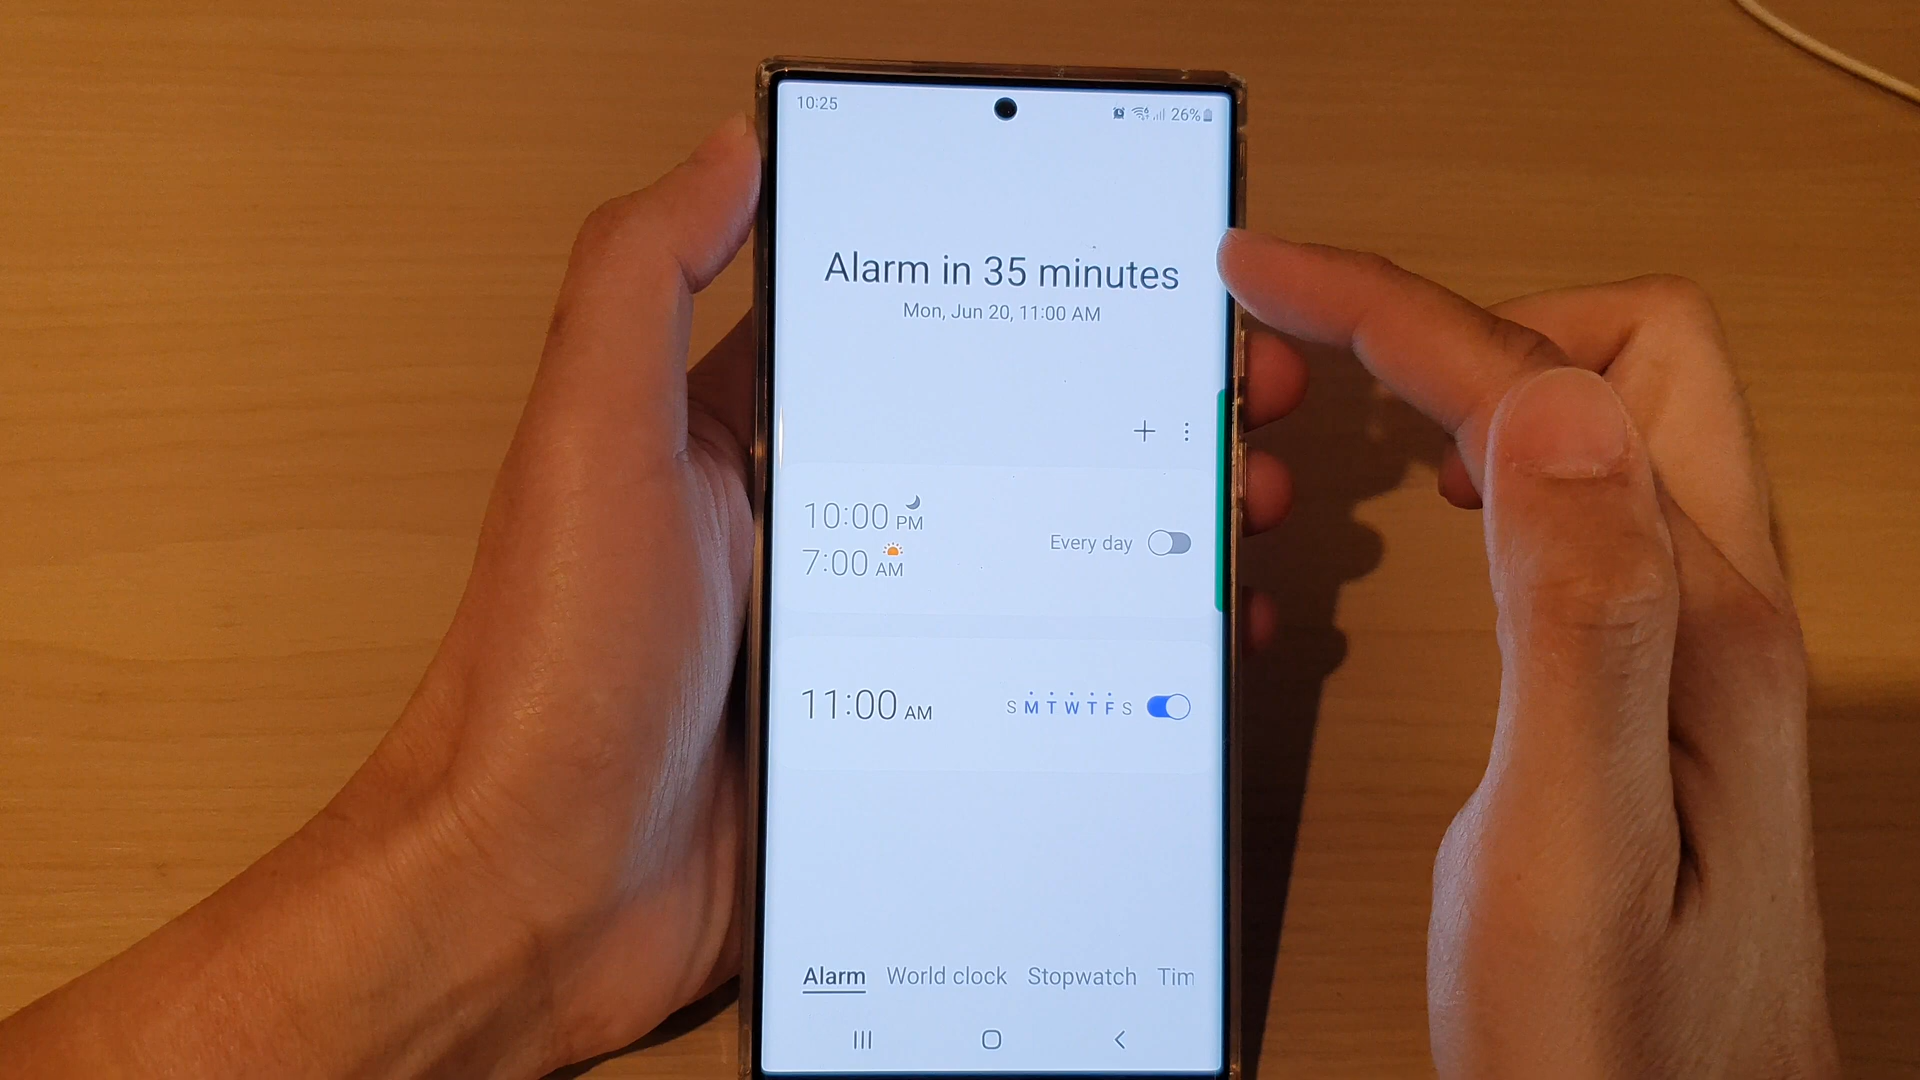 10:25
26%
Alarm in 35 minutes
Mon, Jun 20, 11:00 AM
10:00 PM
7:00 AM
Every day
11:00 AM
S M T W T F S
Alarm World clock Stopwatch Tim